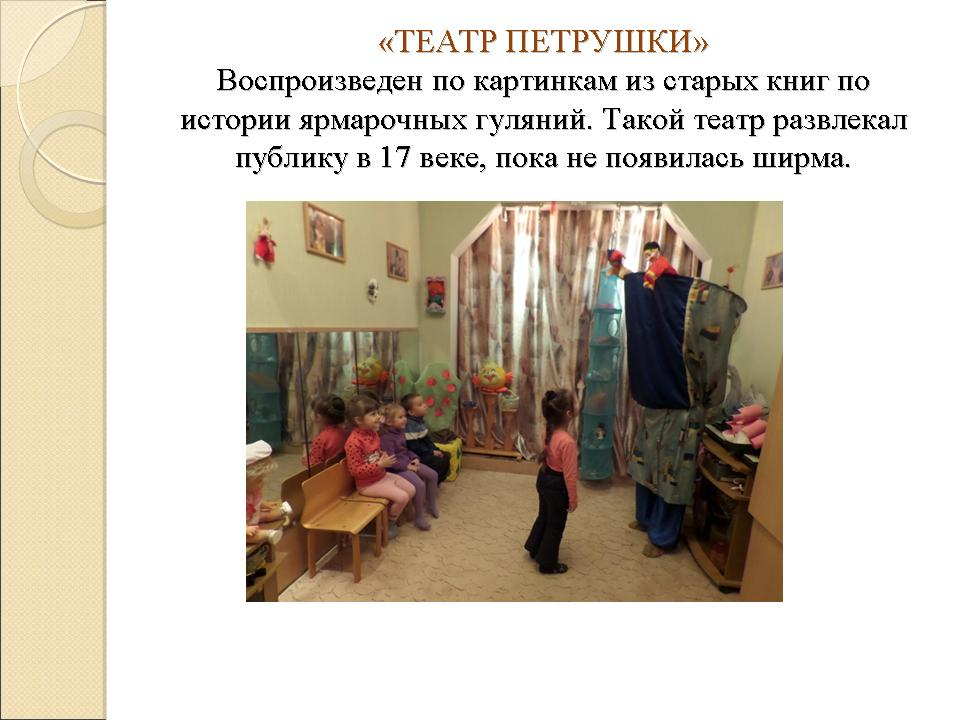 «ТЕАТР ПЕТРУШКИ»
Воспроизведен по картинкам из старых книг по
истории ярмарочных гуляний. Такой театр развлекал
публику в 17 веке, пока не появилась ширма.